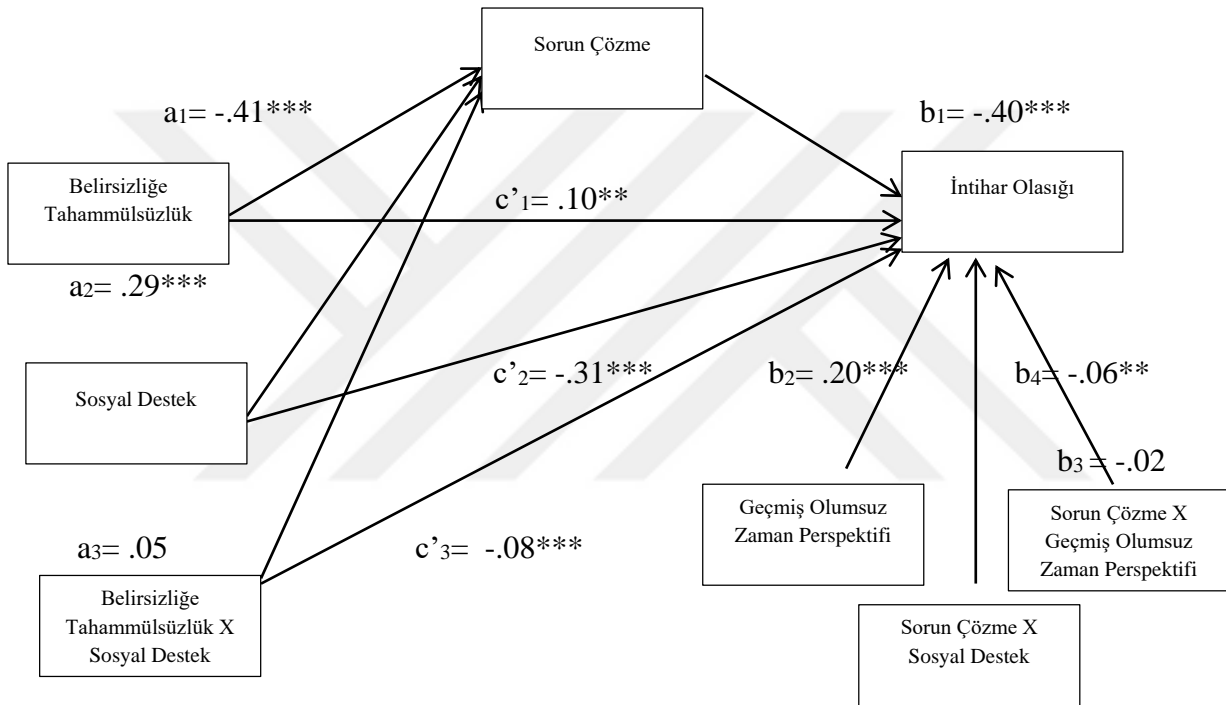 Sorun Çözme
a1= -.41***
b1= -.40***
Belirsizliğe
Tahammülsüzlük
İntihar Olasığı
c’1= .10**
a2= .29***
Sosyal Destek
c’2= -.31***
b2= .20***
b4= -.06**
b3 = -.02
Geçmiş Olumsuz
Zaman Perspektifi
Sorun Çözme X
Geçmiş Olumsuz
Zaman Perspektifi
a3= .05
c’3= -.08***
Belirsizliğe
Tahammülsüzlük X
Sosyal Destek
Sorun Çözme X
Sosyal Destek